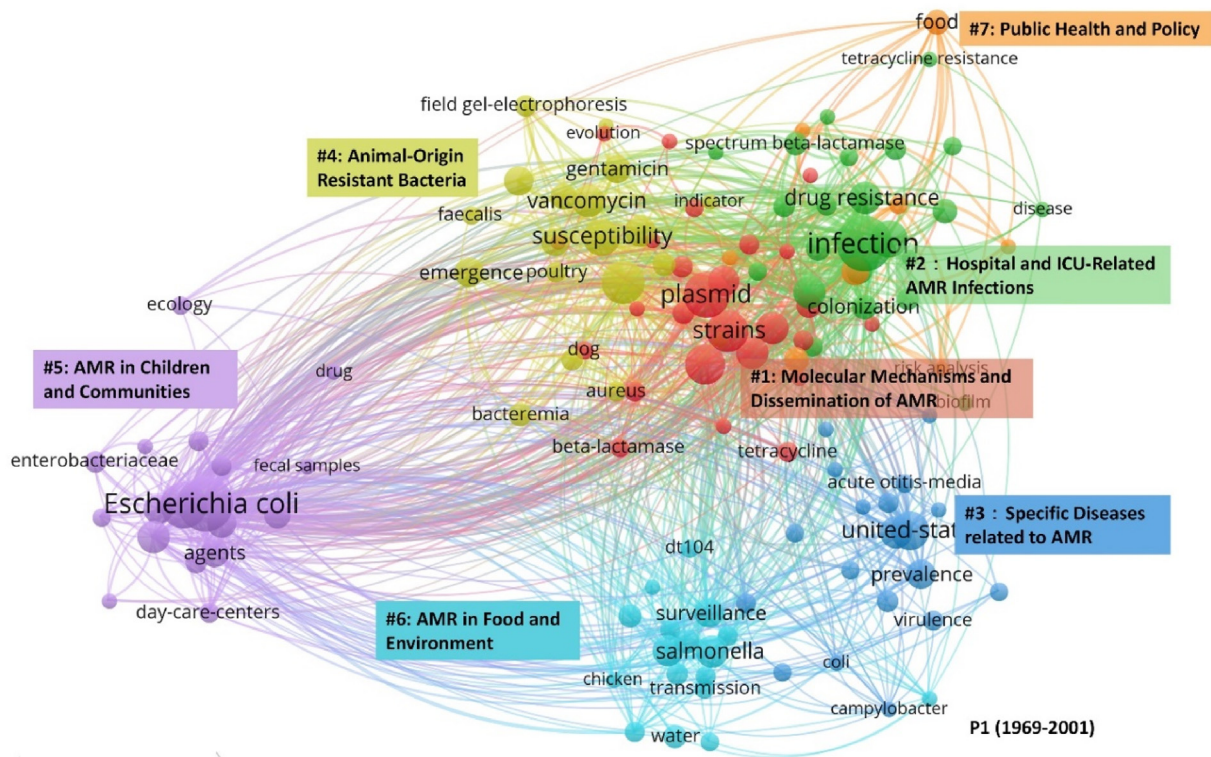 food
#7: Public Health and Policy
tetracycline resistance
field gel-electrophoresis
evolution
spectrum beta-lactamase
#4: Animal-Origin
Resistant Bacteria
gentamicin
vancomycin
indicator
drug resistance
disease
faecalis
susceptibility
infection
emergence
poultry
#2：Hospital and ICU-Related
AMR Infections
plasmid
colonization
ecology
strains
#5: AMR in Children
and Communities
drug
dog
risk analysis
#1: Molecular Mechanisms and
Dissemination of AMR
aureus
biofilm
bacteremia
beta-lactamase
tetracycline
enterobacteriaceae
fecal samples
acute otitis-media
Escherichia coli
united-stat
#3：Specific Diseases
related to AMR
agents
dt104
prevalence
day-care-centers
#6: AMR in Food and
Environment
surveillance
virulence
salmonella
coli
chicken
transmission
campylobacter
water
P1 (1969-2001)